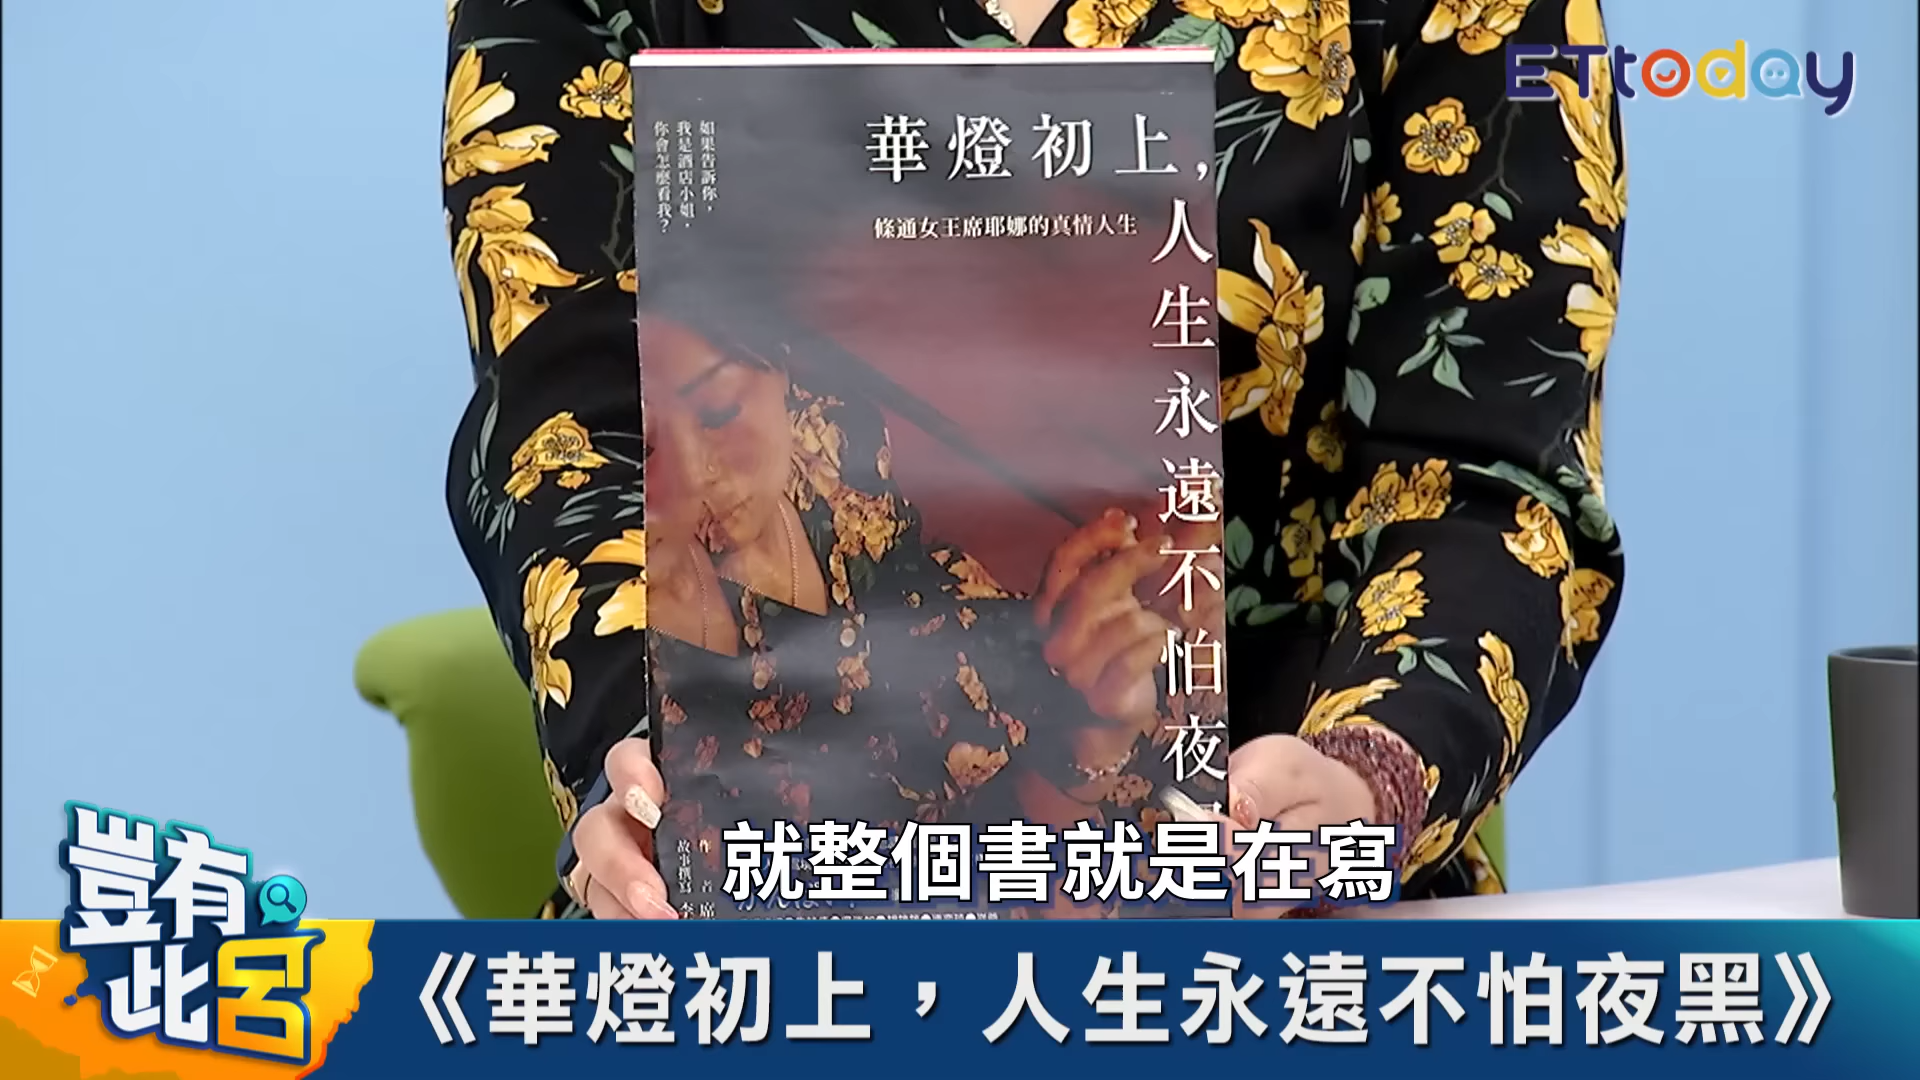 ETtoday
華燈初上,
人生永遠不怕夜
條通女王席耶娜的真情人生
如果告訴你，
我是酒店小姐，
你會怎麼看我？
作者 席
故事撰寫 李
就整個書就是在寫
豈有此呂
《華燈初上，人生永遠不怕夜黑》